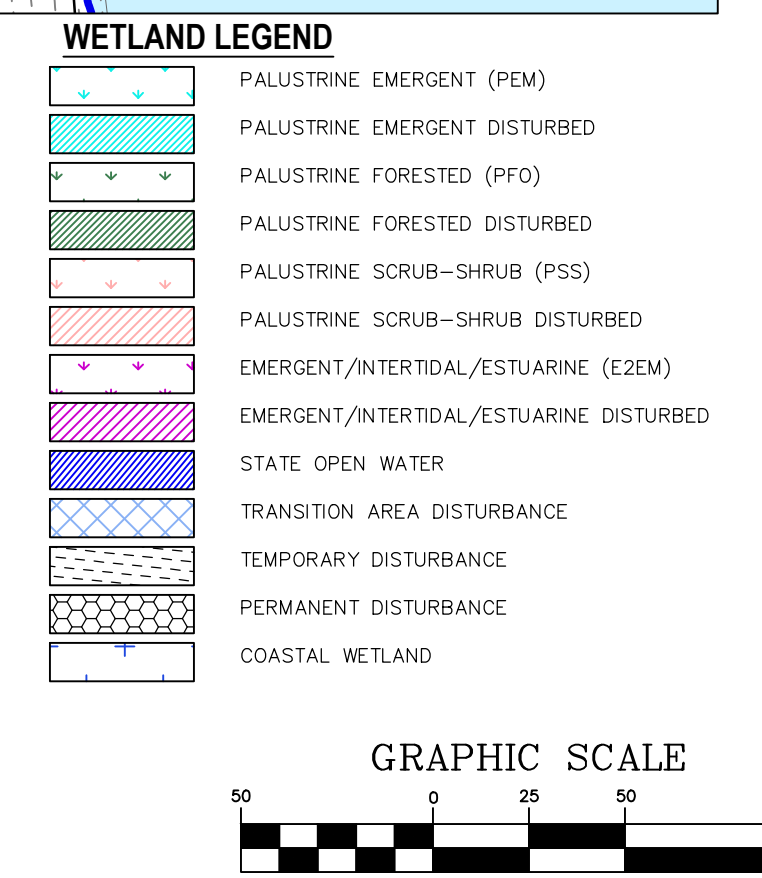 WETLAND LEGEND
PALUSTRINE EMERGENT (PEM)
PALUSTRINE EMERGENT DISTURBED
PALUSTRINE FORESTED (PFO)
PALUSTRINE FORESTED DISTURBED
PALUSTRINE SCRUB-SHRUB (PSS)
PALUSTRINE SCRUB-SHRUB DISTURBED
EMERGENT/INTERTIDAL/ESTUARINE (E2EM)
EMERGENT/INTERTIDAL/ESTUARINE DISTURBED
STATE OPEN WATER
TRANSITION AREA DISTURBANCE
TEMPORARY DISTURBANCE
PERMANENT DISTURBANCE
COASTAL WETLAND
GRAPHIC SCALE
50 0 25 50